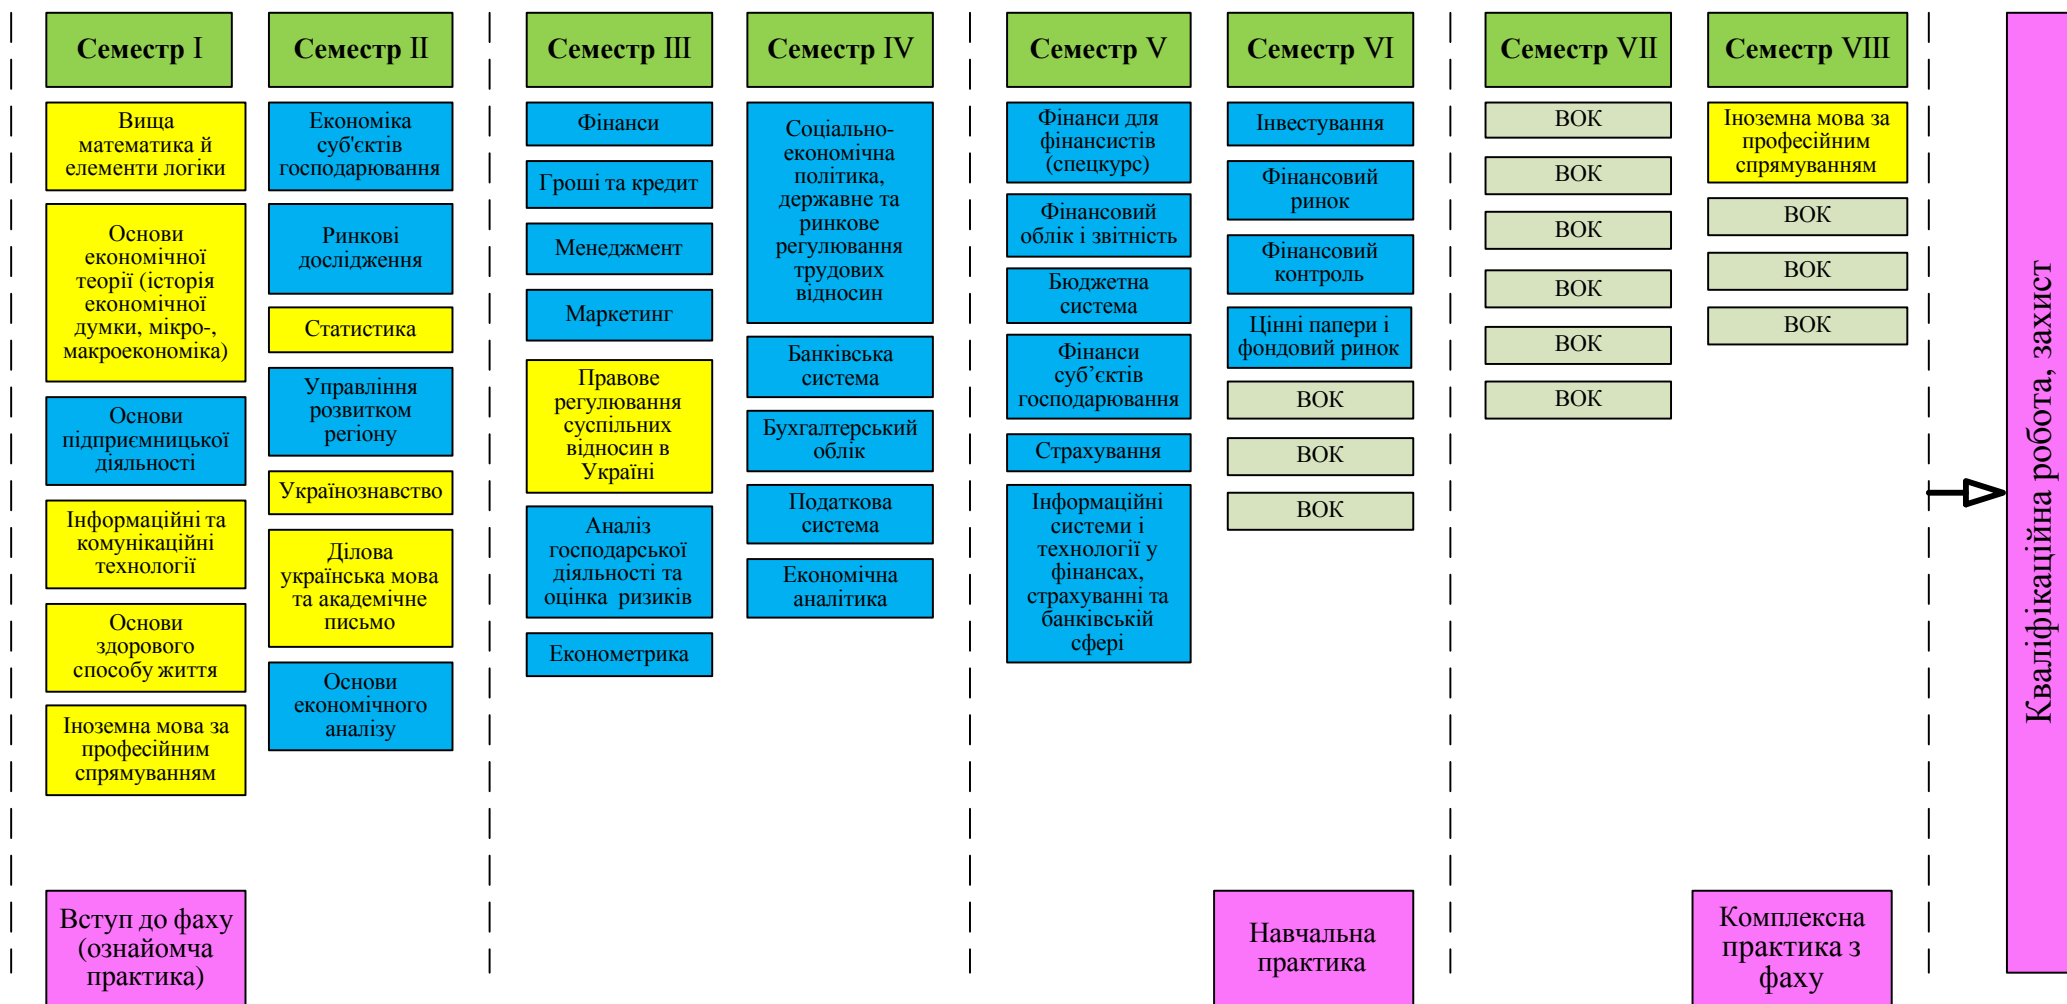 Семестр I
Вища
математика й
елементи логіки
Основи
економічної
теорії (історія
економічної
думки, мікро-,
макроекономіка)
Основи
підприємницької
діяльності
Інформаційні та
комунікаційні
технології
Основи
здорового
способу життя
Іноземна мова за
професійним
спрямуванням
Вступ до фаху
(ознайомча
практика)
Семестр II
Економіка
суб'єктів
господарювання
Ринкові
дослідження
Статистика
Управління
розвитком
регіону
Українознавство
Ділова
українська мова
та академічне
письмо
Основи
економічного
аналізу
Семестр III
Фінанси
Гроші та кредит
Менеджмент
Маркетинг
Правове
регулювання
суспільних
відносин в
Україні
Аналіз
господарської
діяльності та
оцінка ризиків
Економетрика
Семестр IV
Соціально-
економічна
політика,
державне та
ринкове
регулювання
трудових
відносин
Банківська
система
Бухгалтерський
облік
Податкова
система
Економічна
аналітика
Семестр V
Фінанси для
фінансистів
(спецкурс)
Фінансовий
облік і звітність
Бюджетна
система
Фінанси
суб’єктів
господарювання
Страхування
Інформаційні
системи і
технології у
фінансах,
страхуванні та
банківській
сфері
Семестр VI
Інвестування
Фінансовий
ринок
Фінансовий
контроль
Цінні папери і
фондовий ринок
ВОК
ВОК
ВОК
Навчальна
практика
Семестр VII
ВОК
ВОК
ВОК
ВОК
ВОК
ВОК
Семестр VIII
Іноземна мова за
професійним
спрямуванням
ВОК
ВОК
ВОК
Комплексна
практика з
фаху
Кваліфікаційна робота, захист